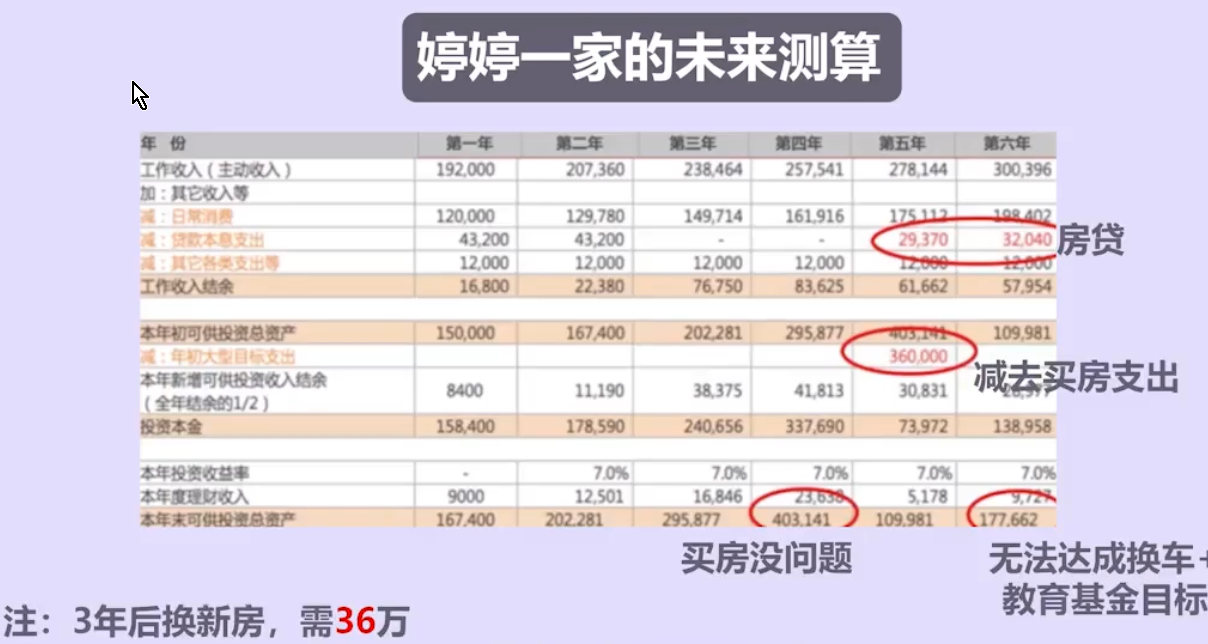 婷婷一家的未来测算
年 份 第一年 第二年 第三年 第四年 第五年 第六年
工作收入（主动收入） 192,000 207,360 238,464 257,541 278,144 300,396
加：其它收入等
减：日常消费 120,000 129,780 149,714 161,916 175,112 198,402
减：贷款本息支出 43,200 43,200 - - 29,370 32,040 房贷
减：其它各类支出等 12,000 12,000 12,000 12,000 12,000 12,000
工作收入结余 16,800 22,380 76,750 83,625 61,662 57,954
本年初可供投资总资产 150,000 167,400 202,281 295,877 403,141 109,981
减：年初大型目标支出 360,000
减去买房支出
本年新增可供投资收入结余
（全年结余的1/2） 8400 11,190 38,375 41,813 30,831
投资本金 158,400 178,590 240,656 337,690 73,972 138,958
本年投资收益率 - 7.0% 7.0% 7.0% 7.0% 7.0%
本年度理财收入 9000 12,501 16,846 23,638 5,178 9,727
本年末可供投资总资产 167,400 202,281 295,877 403,141 109,981 177,662
买房没问题 无法达成换车+
教育基金目标
注：3年后换新房，需36万